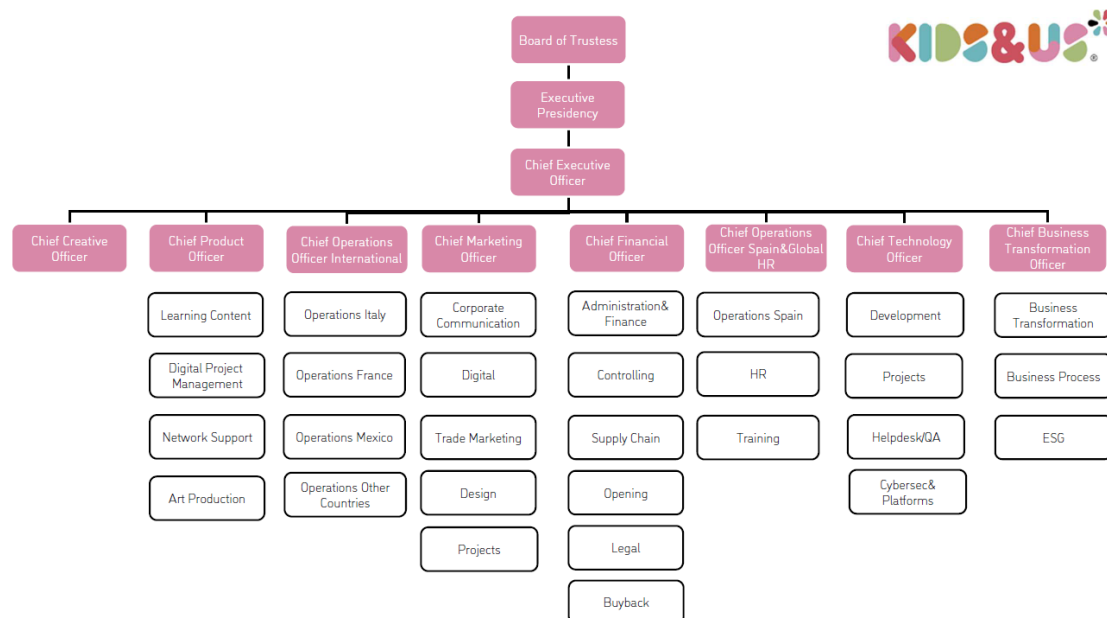 KIDS&US®
Board of Trustess
Executive
Presidency
Chief Executive
Officer
Chief Creative
Officer
Chief Product
Officer
Chief Operations
Officer International
Chief Marketing
Officer
Chief Financial
Officer
Chief Operations
Officer Spain&Global
HR
Chief Technology
Officer
Chief Business
Transformation
Officer
Learning Content
Digital Project
Management
Network Support
Art Production
Operations Italy
Operations France
Operations Mexico
Operations Other
Countries
Corporate
Communication
Digital
Trade Marketing
Design
Projects
Administration&
Finance
Controlling
Supply Chain
Opening
Legal
Buyback
Operations Spain
HR
Training
Development
Projects
Helpdesk/QA
Cybersec&
Platforms
Business
Transformation
Business Process
ESG